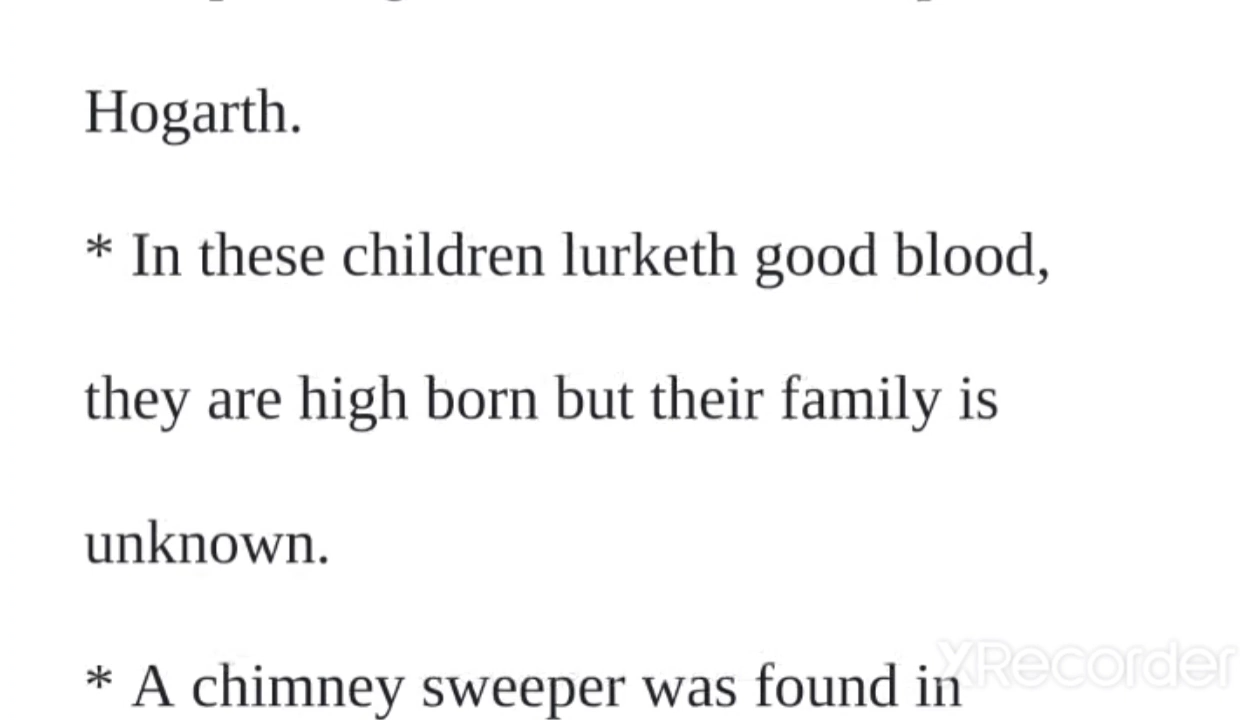 Hogarth.
* In these children lurketh good blood,
they are high born but their family is
unknown.
* A chimney sweeper was found in
XRecorder